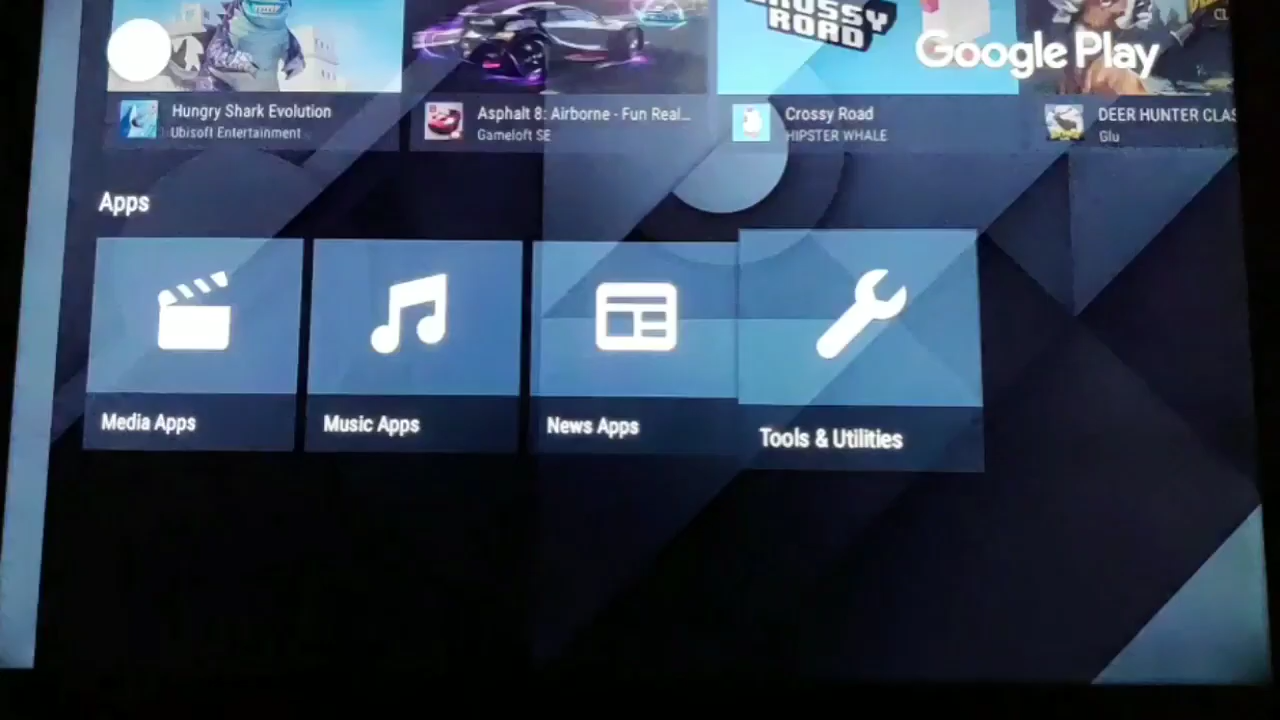 CROSSY
ROAD
Google Play
Hungry Shark Evolution
Ubisoft Entertainment
Asphalt 8: Airborne - Fun Real...
Gameloft SE
Crossy Road
HIPSTER WHALE
DEER HUNTER CLAS
Glu
Apps
Media Apps
Music Apps
News Apps
Tools & Utilities